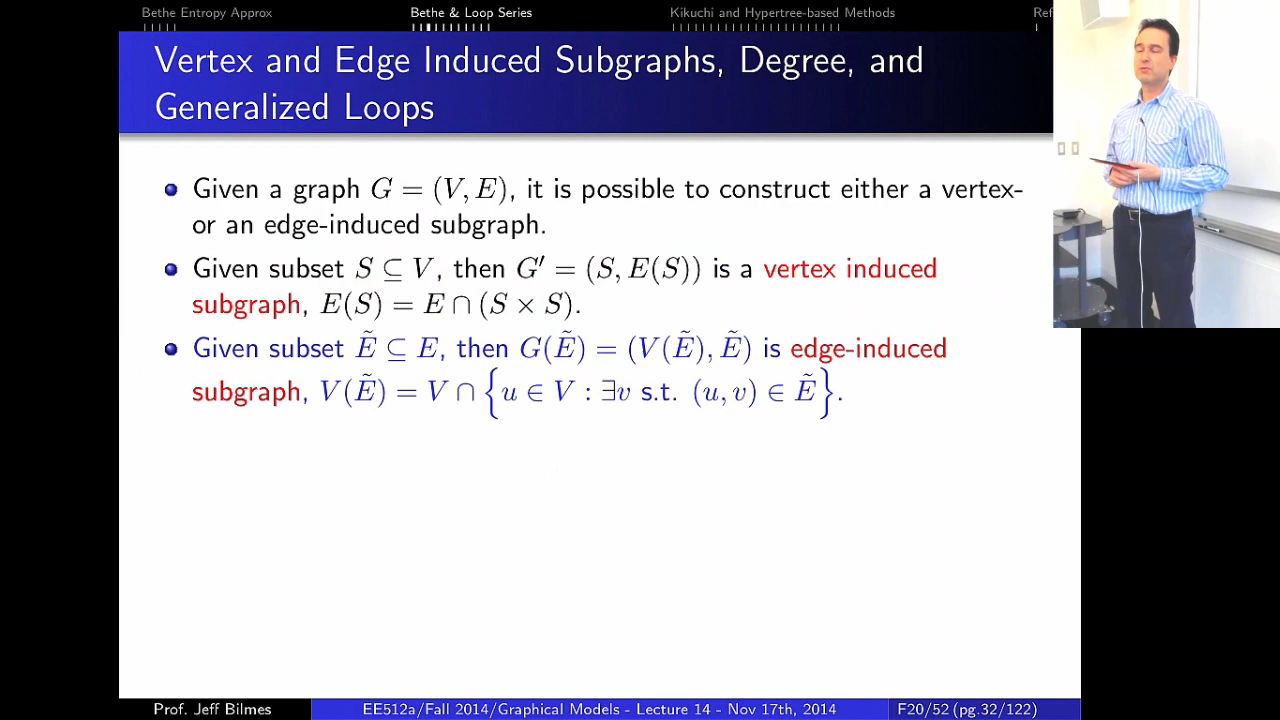 Bethe Entropy Approx Bethe & Loop Series Kikuchi and Hypertree-based Methods Ref
Vertex and Edge Induced Subgraphs, Degree, and
Generalized Loops
Given a graph G = (V, E), it is possible to construct either a vertex-
or an edge-induced subgraph.
Given subset S ⊆ V, then G′ = (S, E(S)) is a vertex induced
subgraph, E(S) = E ∩ (S × S).
Given subset Ẽ ⊆ E, then G(Ẽ) = (V(Ẽ), Ẽ) is edge-induced
subgraph, V(Ẽ) = V ∩ {u ∈ V : ∃v s.t. (u, v) ∈ Ẽ}.
Prof. Jeff Bilmes EE512a/Fall 2014/Graphical Models - Lecture 14 - Nov 17th, 2014 F20/52 (pg.32/122)